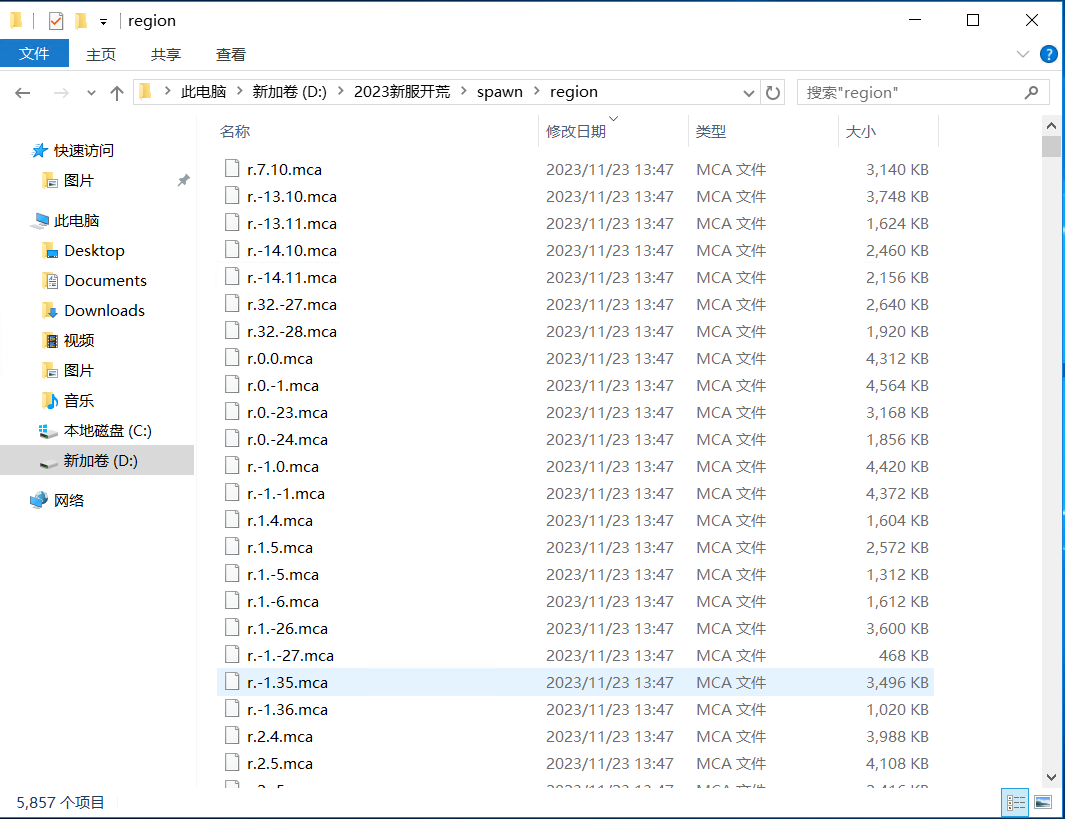 region
文件 主页 共享 查看
此电脑 新加卷 (D:) 2023新服开荒 spawn region 搜索"region"
名称 修改日期 类型 大小
快速访问
图片
此电脑
Desktop
Documents
Downloads
视频
图片
音乐
本地磁盘 (C:)
新加卷 (D:)
网络
r.7.10.mca 2023/11/23 13:47 MCA 文件 3,140 KB
r.-13.10.mca 2023/11/23 13:47 MCA 文件 3,748 KB
r.-13.11.mca 2023/11/23 13:47 MCA 文件 1,624 KB
r.-14.10.mca 2023/11/23 13:47 MCA 文件 2,460 KB
r.-14.11.mca 2023/11/23 13:47 MCA 文件 2,156 KB
r.32.-27.mca 2023/11/23 13:47 MCA 文件 2,640 KB
r.32.-28.mca 2023/11/23 13:47 MCA 文件 1,920 KB
r.0.0.mca 2023/11/23 13:47 MCA 文件 4,312 KB
r.0.-1.mca 2023/11/23 13:47 MCA 文件 4,564 KB
r.0.-23.mca 2023/11/23 13:47 MCA 文件 3,168 KB
r.0.-24.mca 2023/11/23 13:47 MCA 文件 1,856 KB
r.-1.0.mca 2023/11/23 13:47 MCA 文件 4,420 KB
r.-1.-1.mca 2023/11/23 13:47 MCA 文件 4,372 KB
r.1.4.mca 2023/11/23 13:47 MCA 文件 1,604 KB
r.1.5.mca 2023/11/23 13:47 MCA 文件 2,572 KB
r.1.-5.mca 2023/11/23 13:47 MCA 文件 1,312 KB
r.1.-6.mca 2023/11/23 13:47 MCA 文件 1,612 KB
r.1.-26.mca 2023/11/23 13:47 MCA 文件 3,600 KB
r.-1.-27.mca 2023/11/23 13:47 MCA 文件 468 KB
r.-1.35.mca 2023/11/23 13:47 MCA 文件 3,496 KB
r.-1.36.mca 2023/11/23 13:47 MCA 文件 1,020 KB
r.2.4.mca 2023/11/23 13:47 MCA 文件 3,988 KB
r.2.5.mca 2023/11/23 13:47 MCA 文件 4,108 KB
5,857 个项目